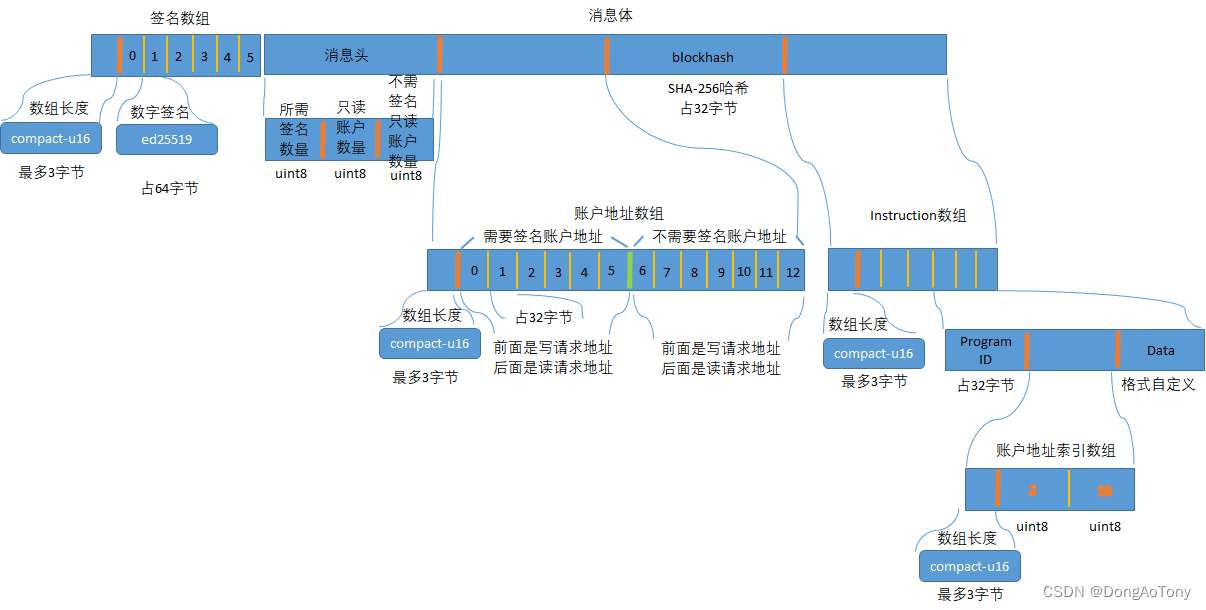 签名数组
消息体
0 1 2 3 4 5
消息头
blockhash
SHA-256哈希
占32字节
数组长度
compact-u16
最多3字节
数字签名
ed25519
占64字节
所需
签名
数量
uint8
只读
账户
数量
uint8
不需
签名
只读
账户
数量
uint8
账户地址数组
需要签名账户地址
不需要签名账户地址
0 1 2 3 4 5 6 7 8 9 10 11 12
数组长度
compact-u16
最多3字节
占32字节
前面是写请求地址
后面是读请求地址
前面是写请求地址
后面是读请求地址
Instruction数组
数组长度
compact-u16
最多3字节
Program
ID
占32字节
Data
格式自定义
账户地址索引数组
2 10
uint8
uint8
数组长度
compact-u16
最多3字节
CSDN @DongAoTony